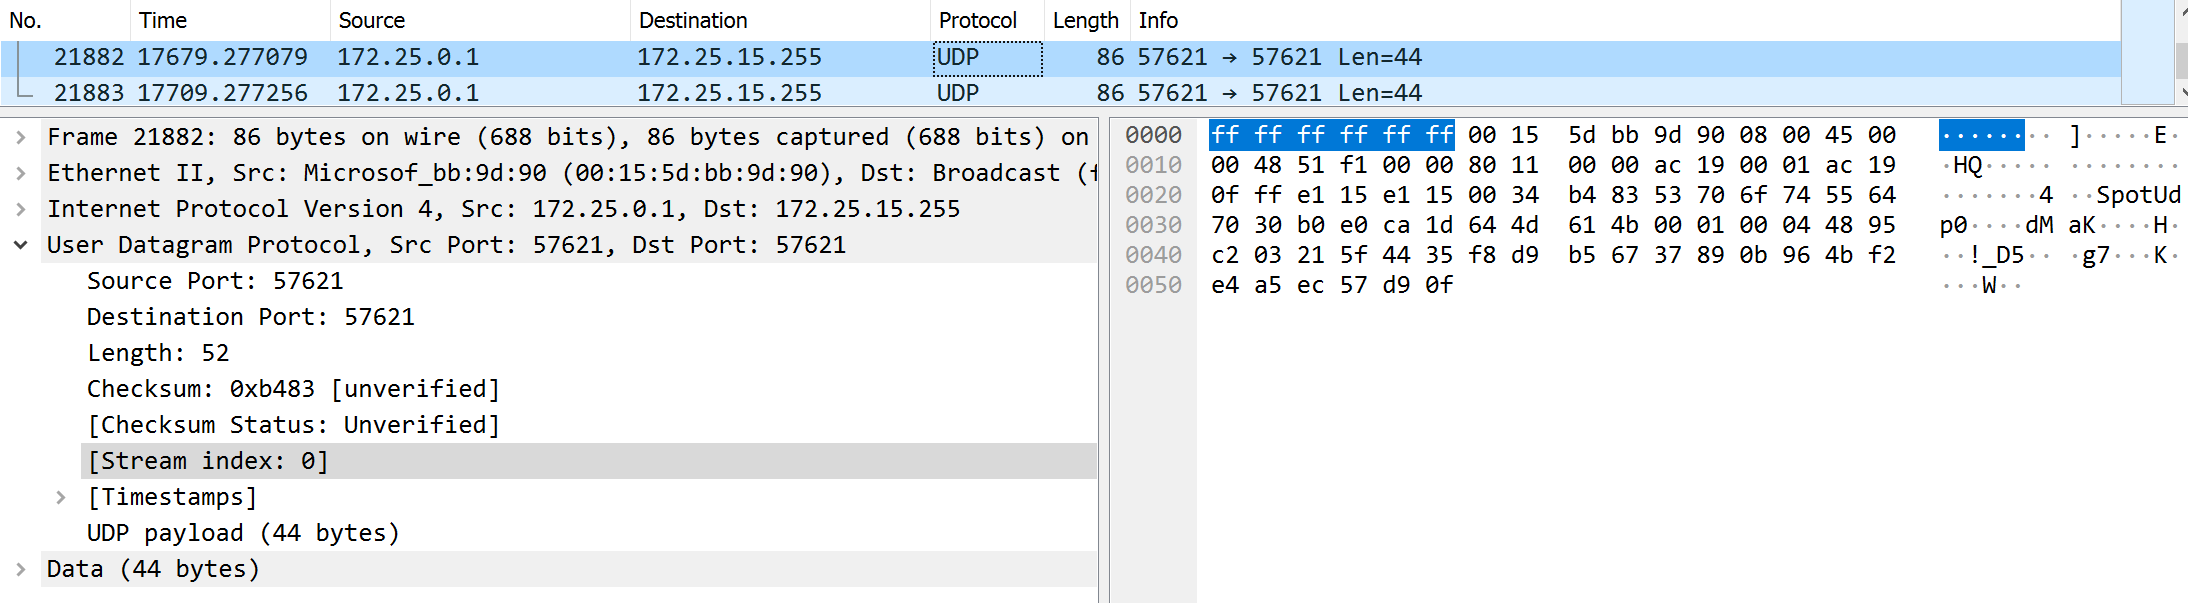 No. Time Source Destination Protocol Length Info
21882 17679.277079 172.25.0.1 172.25.15.255 UDP 86 57621 → 57621 Len=44
21883 17709.277256 172.25.0.1 172.25.15.255 UDP 86 57621 → 57621 Len=44
Frame 21882: 86 bytes on wire (688 bits), 86 bytes captured (688 bits) on
Ethernet II, Src: Microsof_bb:9d:90 (00:15:5d:bb:9d:90), Dst: Broadcast (f
Internet Protocol Version 4, Src: 172.25.0.1, Dst: 172.25.15.255
User Datagram Protocol, Src Port: 57621, Dst Port: 57621
Source Port: 57621
Destination Port: 57621
Length: 52
Checksum: 0xb483 [unverified]
[Checksum Status: Unverified]
[Stream index: 0]
[Timestamps]
UDP payload (44 bytes)
Data (44 bytes)
0000 ff ff ff ff ff ff 00 15 5d bb 9d 90 08 00 45 00 ········ ]·····E·
0010 00 48 51 f1 00 00 80 11 00 00 ac 19 00 01 ac 19 ·HQ····· ········
0020 0f ff e1 15 e1 15 00 34 b4 83 53 70 6f 74 55 64 ·······4 ··SpotUd
0030 70 30 b0 e0 ca 1d 64 4d 61 4b 00 01 00 04 48 95 p0····dM aK····H·
0040 c2 03 21 5f 44 35 f8 d9 b5 67 37 89 0b 96 4b f2 ··!_D5·· ·g7···K·
0050 e4 a5 ec 57 d9 0f ···W··